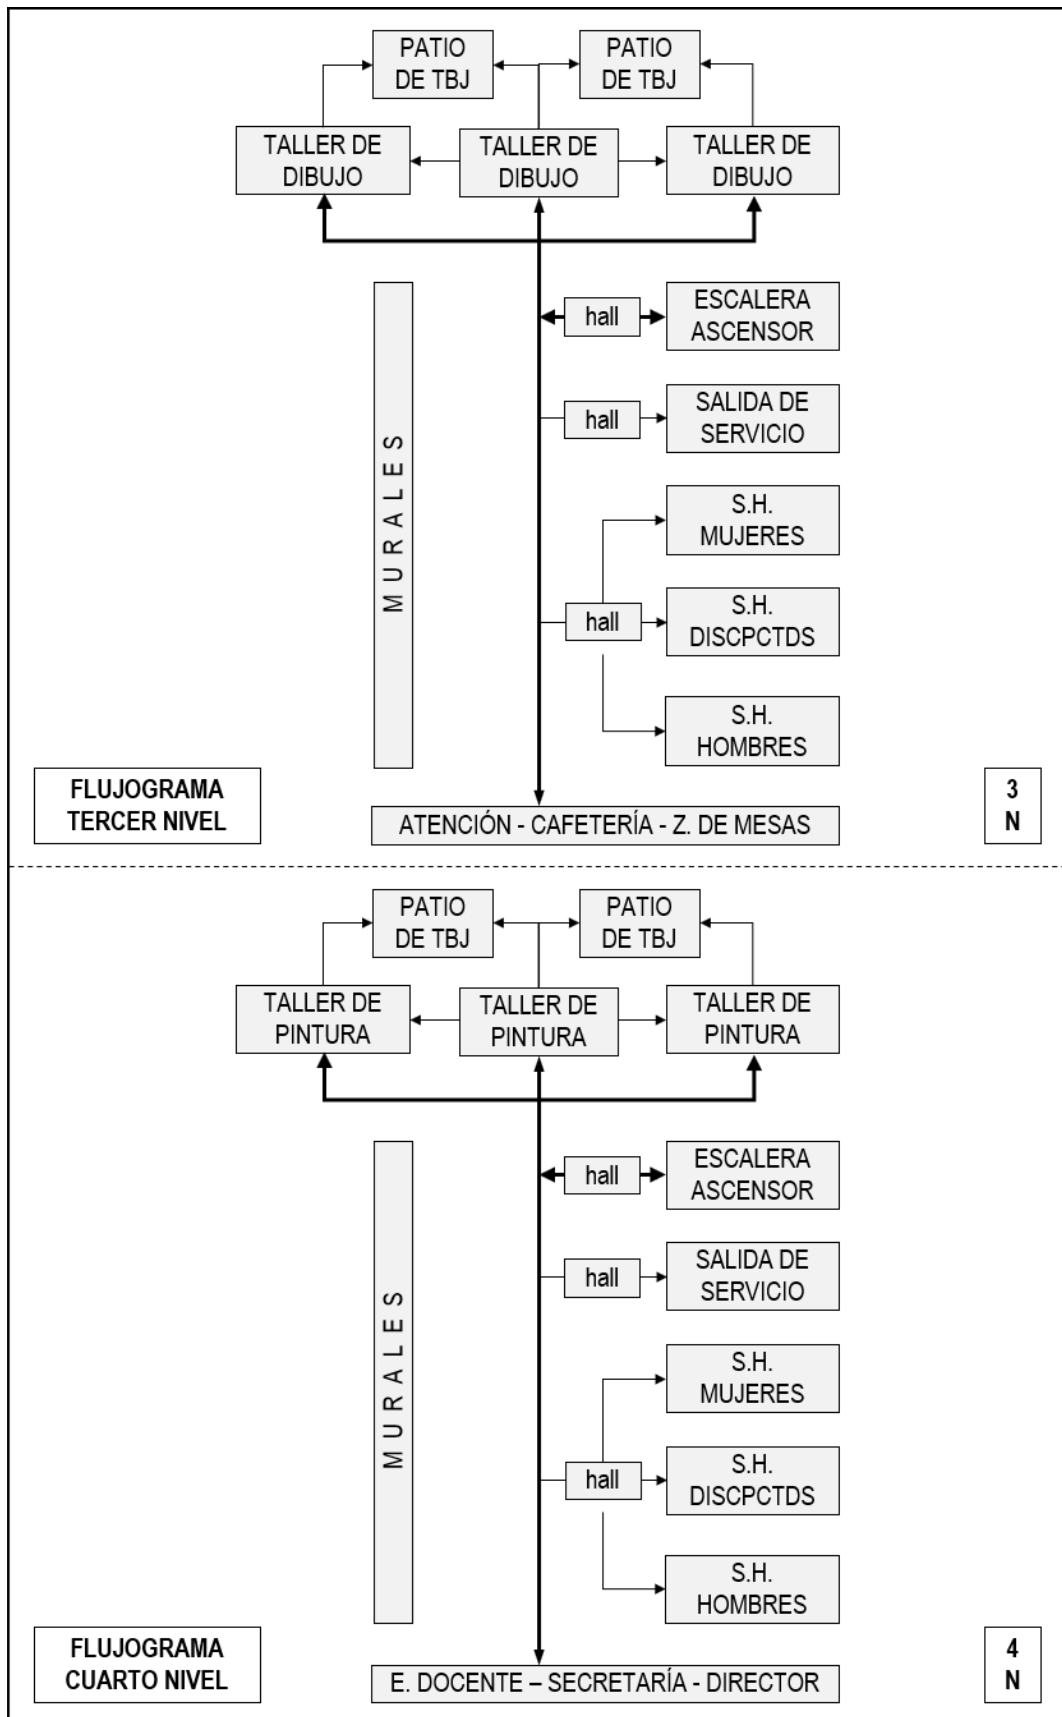 PATIO
DE TBJ
PATIO
DE TBJ
TALLER DE
DIBUJO
TALLER DE
DIBUJO
TALLER DE
DIBUJO
MURALES
hall
ESCALERA
ASCENSOR
hall
SALIDA DE
SERVICIO
S.H.
MUJERES
hall
S.H.
DISCPCTDS
S.H.
HOMBRES
FLUJOGRAMA
TERCER NIVEL
3
N
ATENCIÓN - CAFETERÍA - Z. DE MESAS
PATIO
DE TBJ
PATIO
DE TBJ
TALLER DE
PINTURA
TALLER DE
PINTURA
TALLER DE
PINTURA
MURALES
hall
ESCALERA
ASCENSOR
hall
SALIDA DE
SERVICIO
S.H.
MUJERES
hall
S.H.
DISCPCTDS
S.H.
HOMBRES
FLUJOGRAMA
CUARTO NIVEL
4
N
E. DOCENTE – SECRETARÍA - DIRECTOR